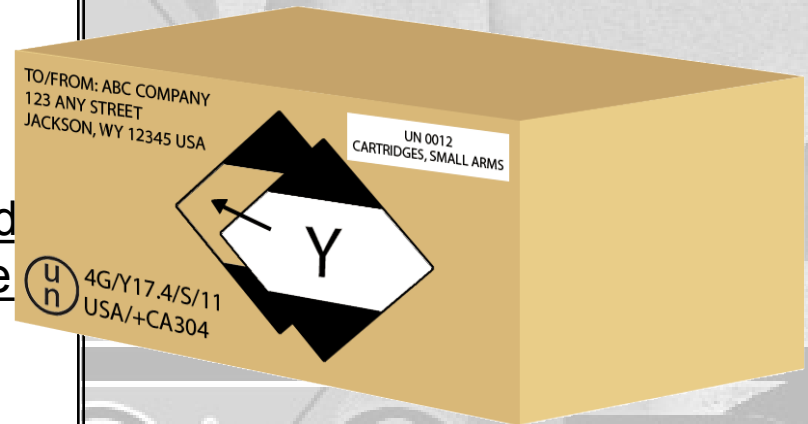 TO/FROM: ABC COMPANY
123 ANY STREET
JACKSON, WY 12345 USA
UN 0012
CARTRIDGES, SMALL ARMS
Y
d
e
un
4G/Y17.4/S/11
USA/+CA304